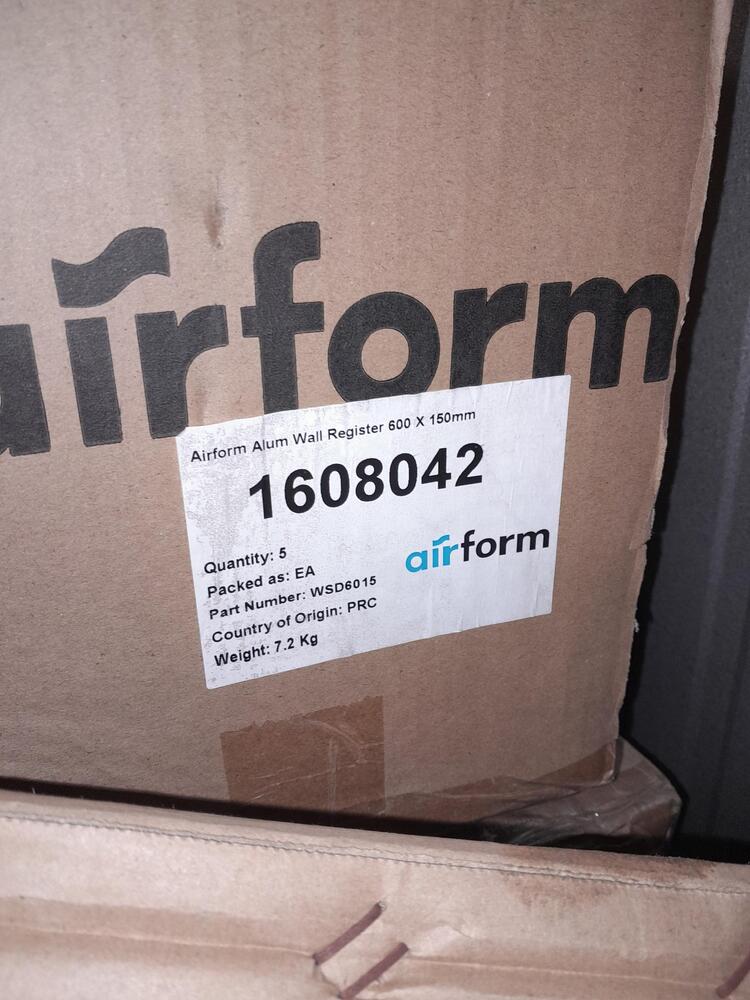 airform
Airform Alum Wall Register 600 X 150mm
1608042
Quantity: 5
Packed as: EA
Part Number: WSD6015
Country of Origin: PRC
Weight: 7.2 Kg
airform